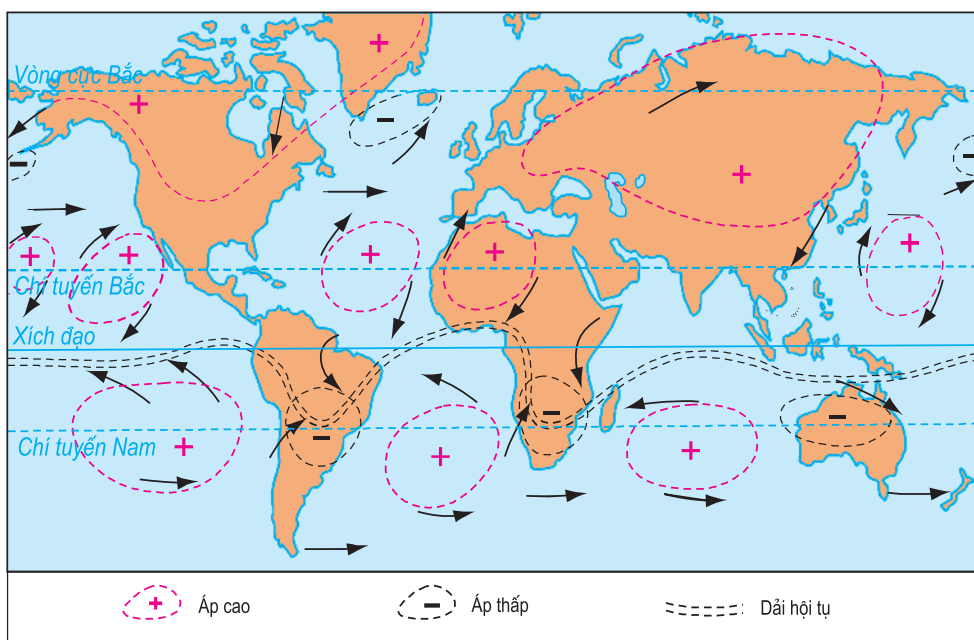 Vòng cực Bắc
Chí tuyến Bắc
Xích đạo
Chí tuyến Nam
Áp cao
Áp thấp
Dải hội tụ